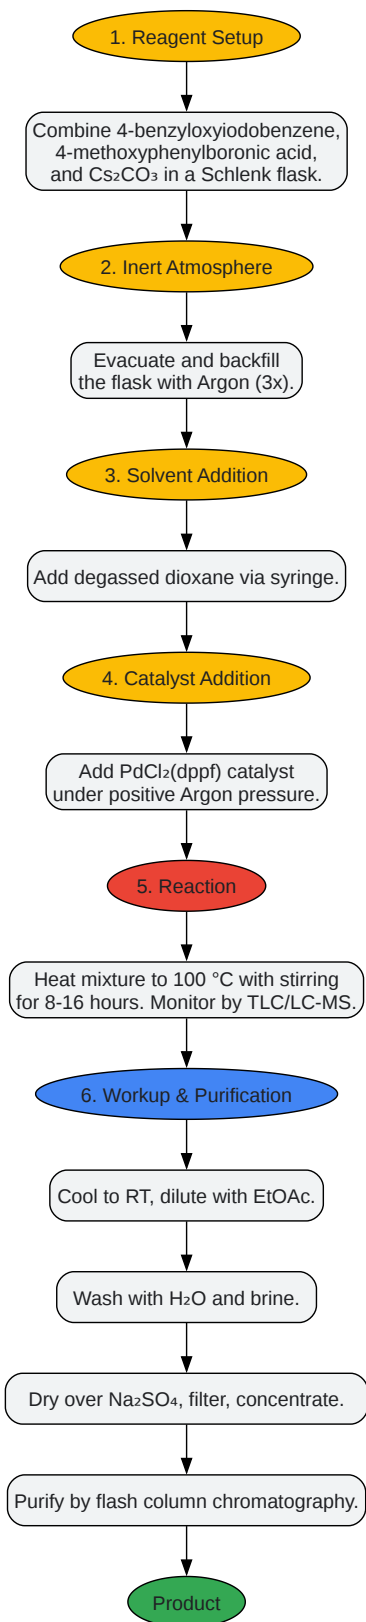 1. Reagent Setup
Combine 4-benzyloxyiodobenzene,
4-methoxyphenylboronic acid,
and Cs₂CO₃ in a Schlenk flask.
2. Inert Atmosphere
Evacuate and backfill
the flask with Argon (3x).
3. Solvent Addition
Add degassed dioxane via syringe.
4. Catalyst Addition
Add PdCl₂(dppf) catalyst
under positive Argon pressure.
5. Reaction
Heat mixture to 100 °C with stirring
for 8-16 hours. Monitor by TLC/LC-MS.
6. Workup & Purification
Cool to RT, dilute with EtOAc.
Wash with H₂O and brine.
Dry over Na₂SO₄, filter, concentrate.
Purify by flash column chromatography.
Product